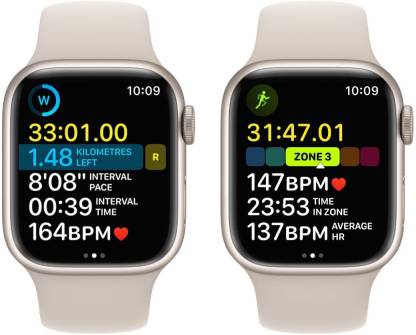 W
10:09
33:01.00
1.48 KILOMETRES LEFT
R
8'08" INTERVAL PACE
00:39 INTERVAL TIME
164BPM
10:09
31:47.01
ZONE 3
147BPM
23:53 TIME IN ZONE
137BPM AVERAGE HR